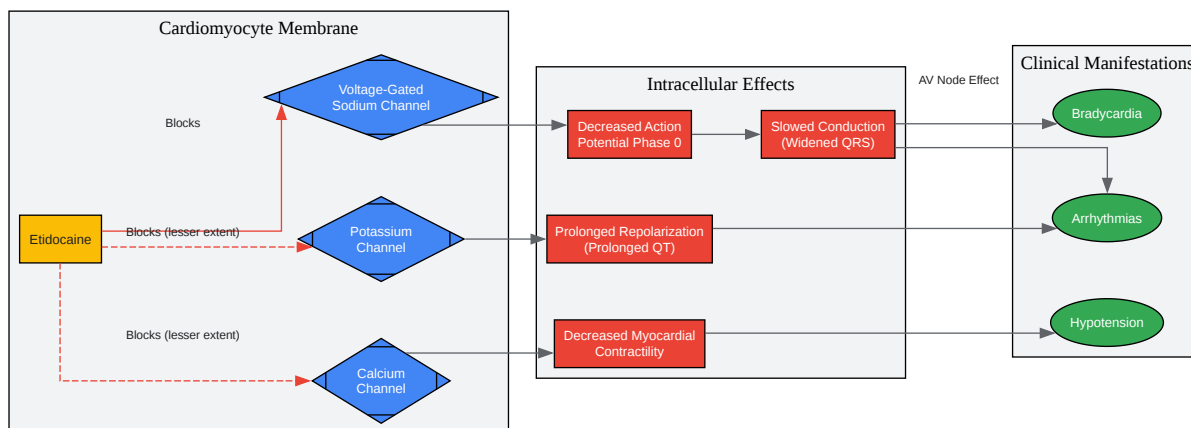 Cardiomyocyte Membrane
Voltage-Gated
Sodium Channel
Blocks
Etidocaine
Blocks (lesser extent)
Potassium
Channel
Blocks (lesser extent)
Calcium
Channel
Intracellular Effects
Decreased Action
Potential Phase 0
Slowed Conduction
(Widened QRS)
Prolonged Repolarization
(Prolonged QT)
Decreased Myocardial
Contractility
AV Node Effect
Clinical Manifestations
Bradycardia
Arrhythmias
Hypotension